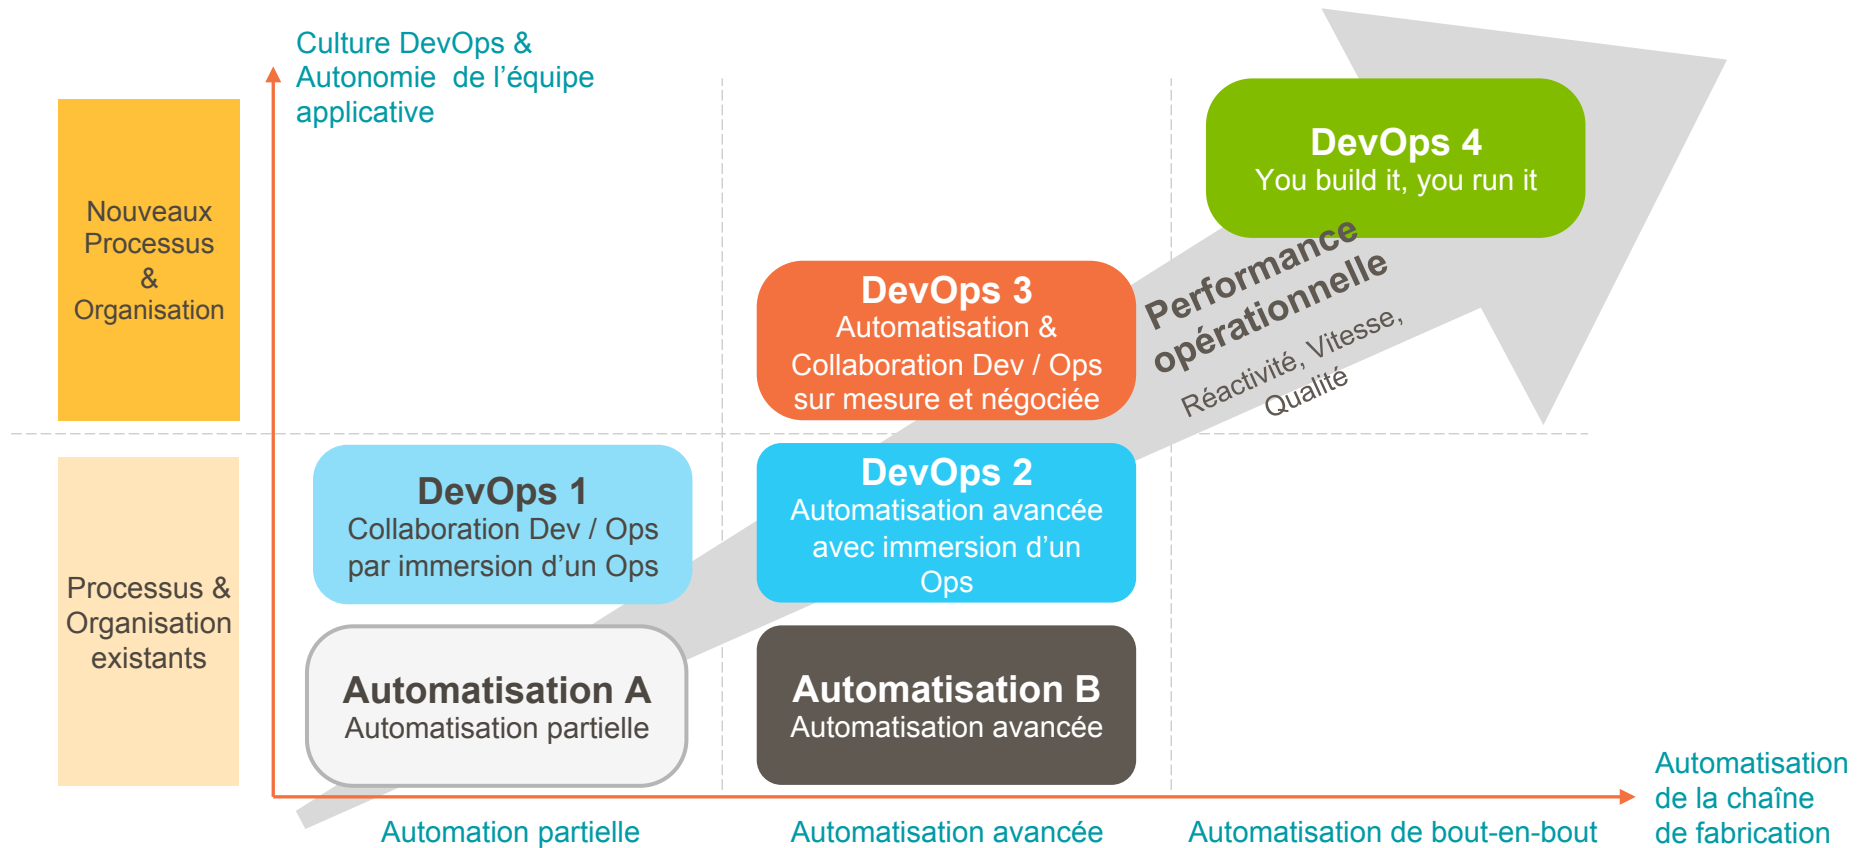 Culture DevOps &
Autonomie  de l’équipe
applicative
Nouveaux
Processus
&
Organisation
DevOps 4
You build it, you run it
DevOps 3
Automatisation &
Collaboration Dev / Ops
sur mesure et négociée
Performance
opérationnelle
Réactivité, Vitesse,
Qualité
Processus &
Organisation
existants
DevOps 1
Collaboration Dev / Ops
par immersion d’un Ops
DevOps 2
Automatisation avancée
avec immersion d’un
Ops
Automatisation A
Automatisation partielle
Automatisation B
Automatisation avancée
Automation partielle
Automatisation avancée
Automatisation de bout-en-bout
Automatisation
de la chaîne
de fabrication